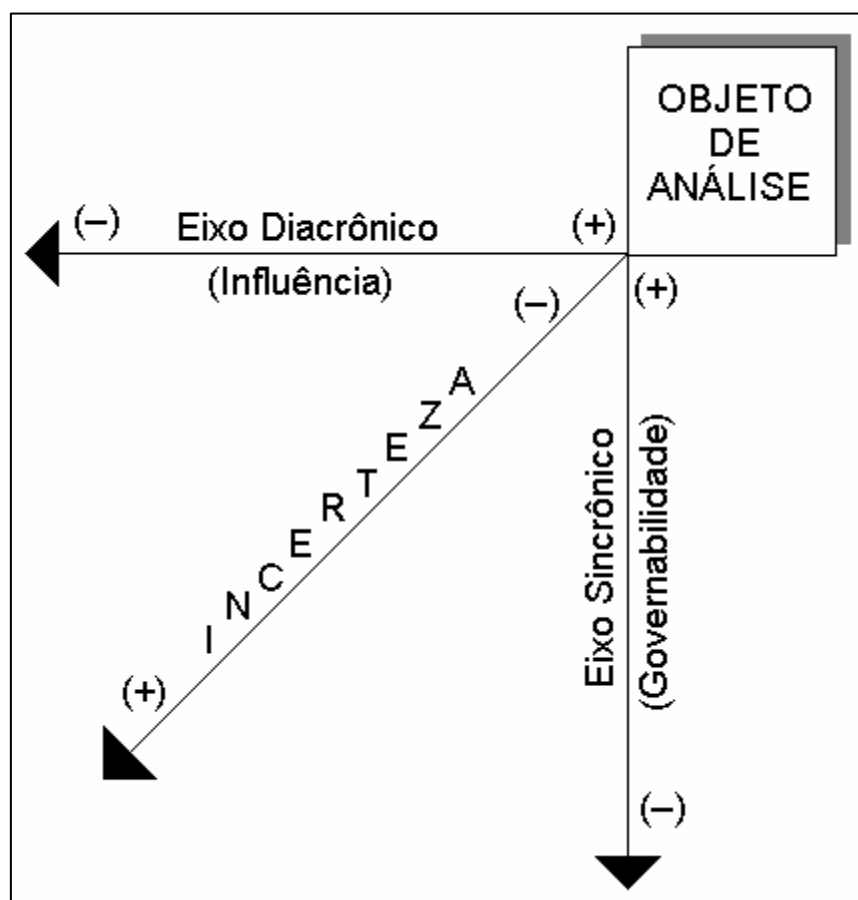 OBJETO
DE
ANÁLISE
(–) Eixo Diacrônico (+)
(Influência)
(–)
(+)
INCERTEZA
(+)
Eixo Sincrônico
(Governabilidade)
(–)